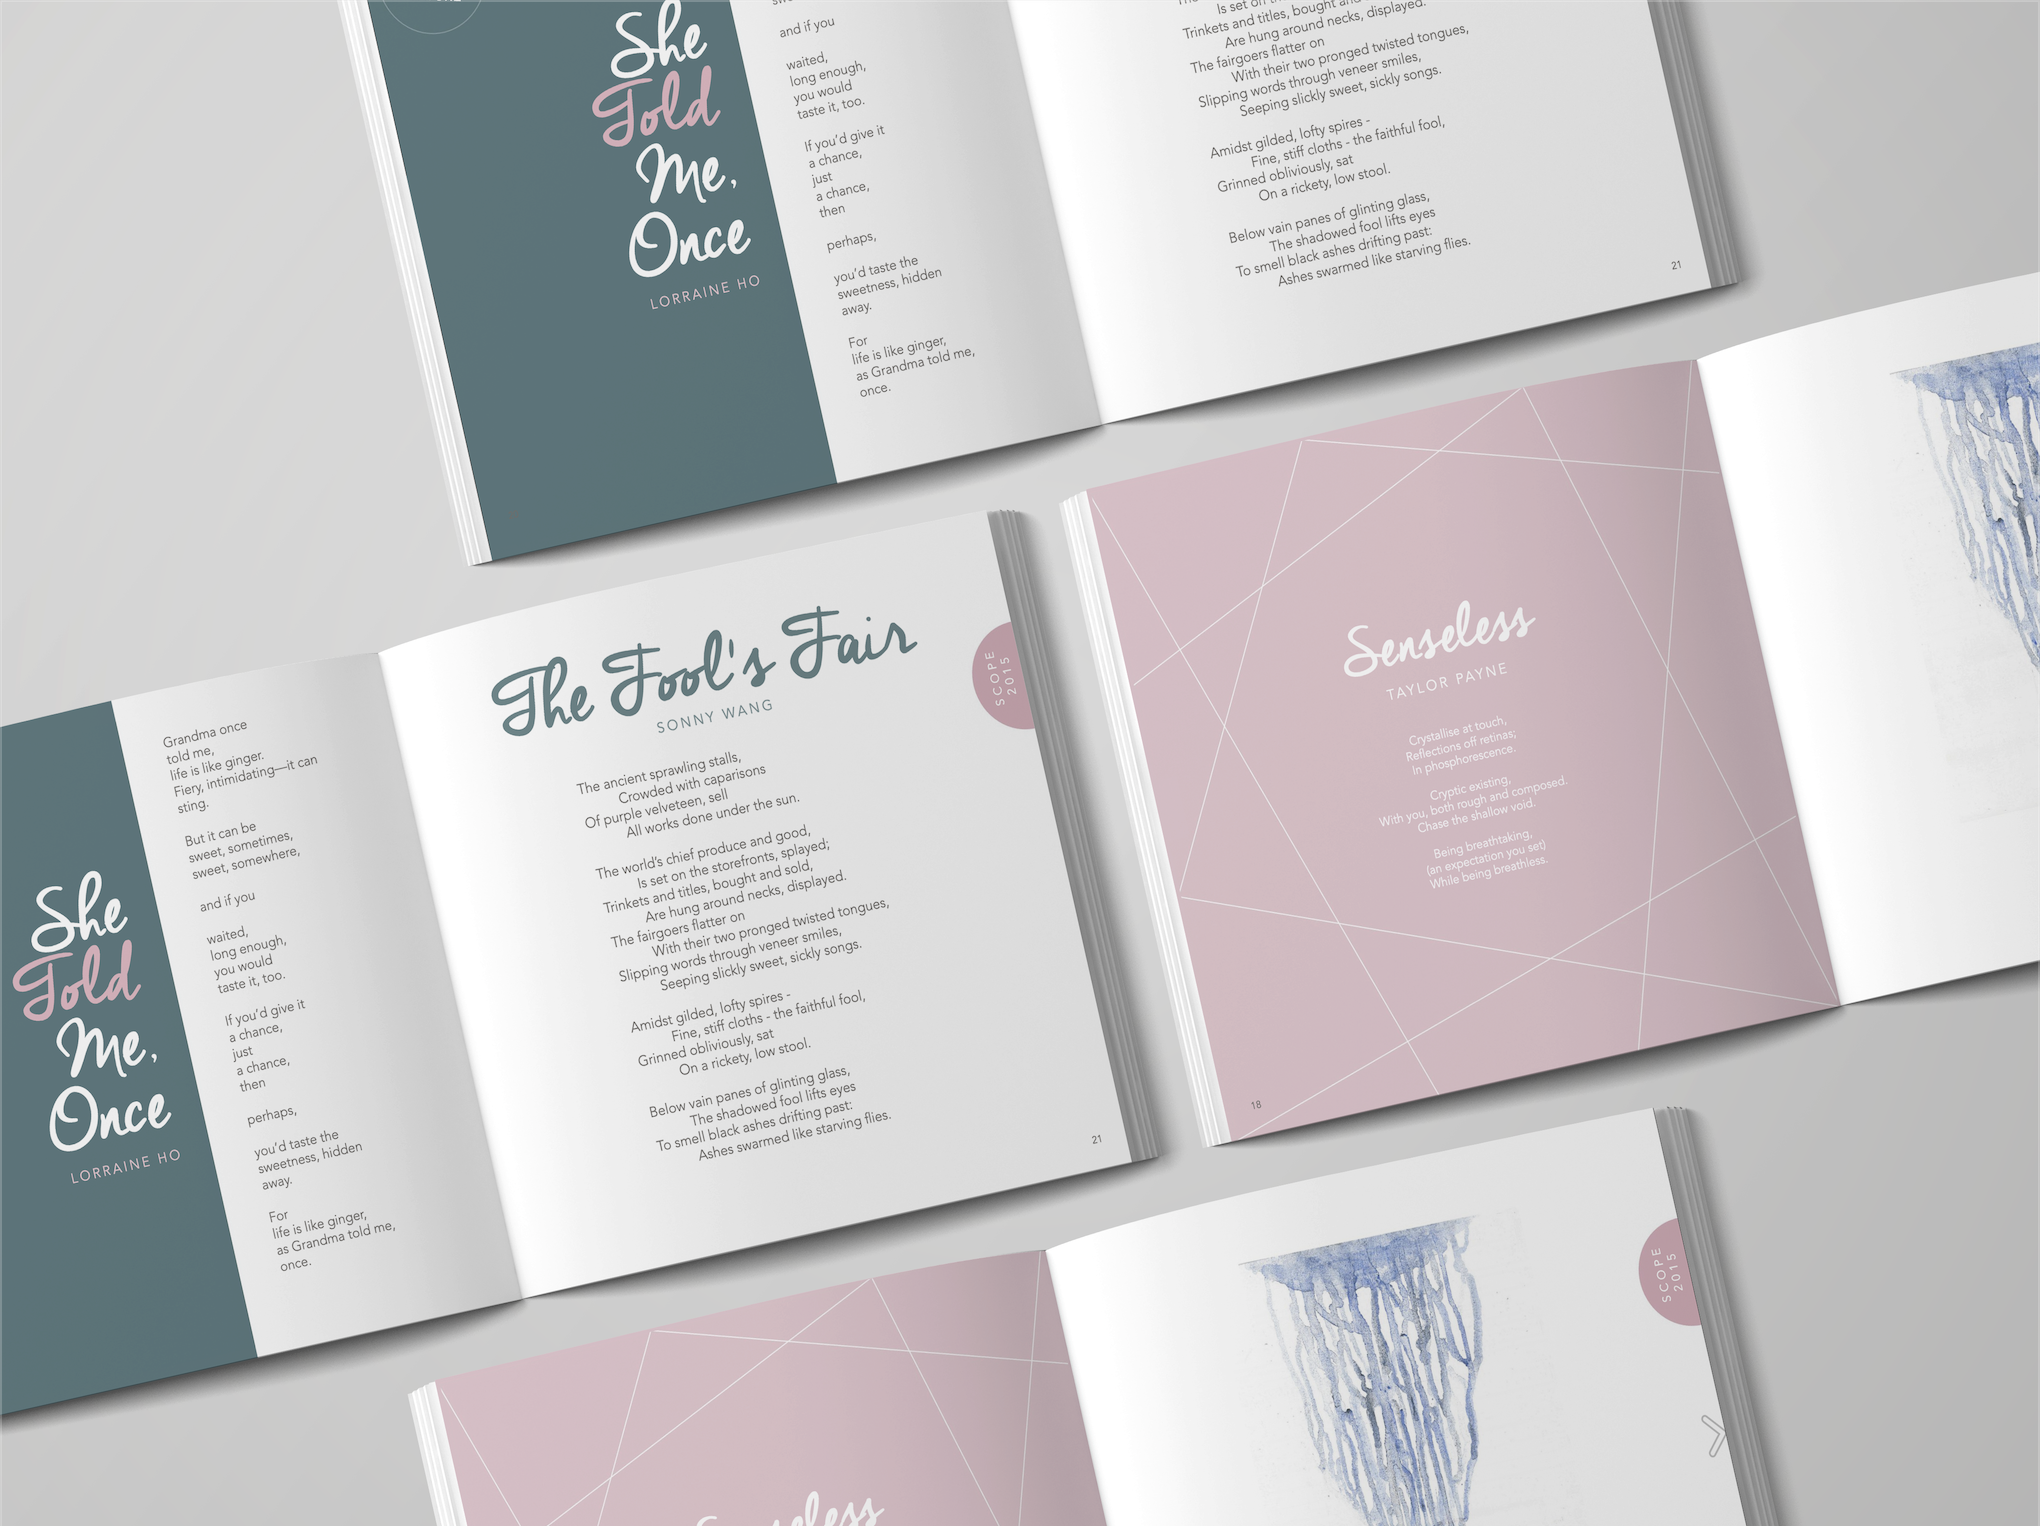 She
Told
Me,
Once
LORRAINE HO
and if you
waited,
long enough,
you would
taste it, too.
If you'd give it
a chance,
just
a chance,
then
perhaps,
you'd taste the
sweetness, hidden
away.
For
life is like ginger,
as Grandma told me,
once.
Is set on
Trinkets and titles, bought
Are hung around necks, displayed.
The fairgoers flatter on
With their two pronged twisted tongues,
Slipping words through veneer smiles,
Seeping slickly sweet, sickly songs.
Amidst gilded, lofty spires -
Fine, stiff cloths - the faithful fool,
Grinned obliviously, sat
On a rickety, low stool.
Below vain panes of glinting glass,
The shadowed fool lifts eyes
To smell black ashes drifting past:
Ashes swarmed like starving flies.
21
She
Told
Me,
Once
LORRAINE HO
Grandma once
told me,
life is like ginger.
Fiery, intimidating—it can
sting.
But it can be
sweet, sometimes,
sweet, somewhere,
and if you
waited,
long enough,
you would
taste it, too.
If you'd give it
a chance,
just
a chance,
then
perhaps,
you'd taste the
sweetness, hidden
away.
For
life is like ginger,
as Grandma told me,
once.
The Fool's Fair
SONNY WANG
The ancient sprawling stalls,
Crowded with caparisons
Of purple velveteen, sell
All works done under the sun.
The world's chief produce and good,
Is set on the storefronts, splayed;
Trinkets and titles, bought and sold,
Are hung around necks, displayed.
The fairgoers flatter on
With their two pronged twisted tongues,
Slipping words through veneer smiles,
Seeping slickly sweet, sickly songs.
Amidst gilded, lofty spires -
Fine, stiff cloths - the faithful fool,
Grinned obliviously, sat
On a rickety, low stool.
Below vain panes of glinting glass,
The shadowed fool lifts eyes
To smell black ashes drifting past:
Ashes swarmed like starving flies.
SCOPE
2015
21
Senseless
TAYLOR PAYNE
Crystallise at touch,
Reflections off retinas;
In phosphorescence.
Cryptic existing,
With you, both rough and composed.
Chase the shallow void.
Being breathtaking,
(an expectation you set)
While being breathless.
18
Senseless
SCOPE
2015